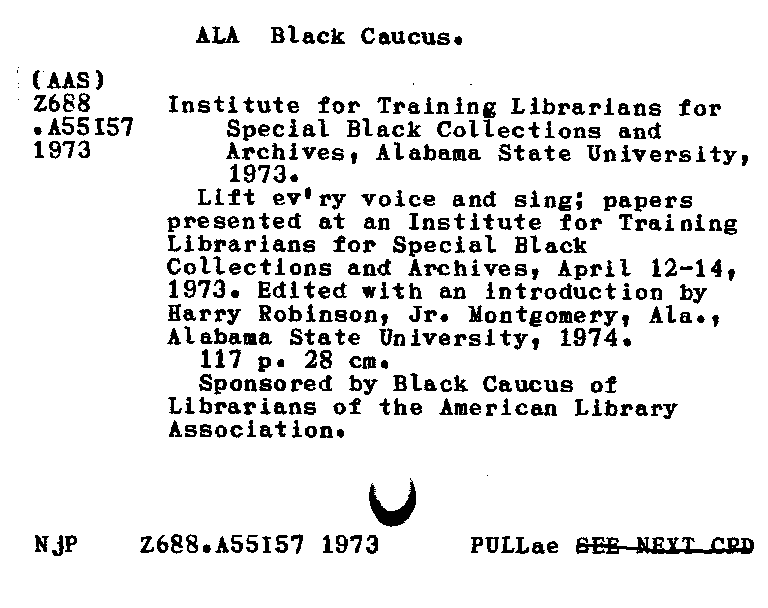 ALA Black Caucus.
(AAS)
Z688
.A55I57
1973
Institute for Training Librarians for
Special Black Collections and
Archives, Alabama State University,
1973.
Lift ev'ry voice and sing; papers
presented at an Institute for Training
Librarians for Special Black
Collections and Archives, April 12-14,
1973. Edited with an introduction by
Harry Robinson, Jr. Montgomery, Ala.,
Alabama State University, 1974.
117 p. 28 cm.
Sponsored by Black Caucus of
Librarians of the American Library
Association.
NjP Z688.A55I57 1973 PULLae SEE NEXT CRD